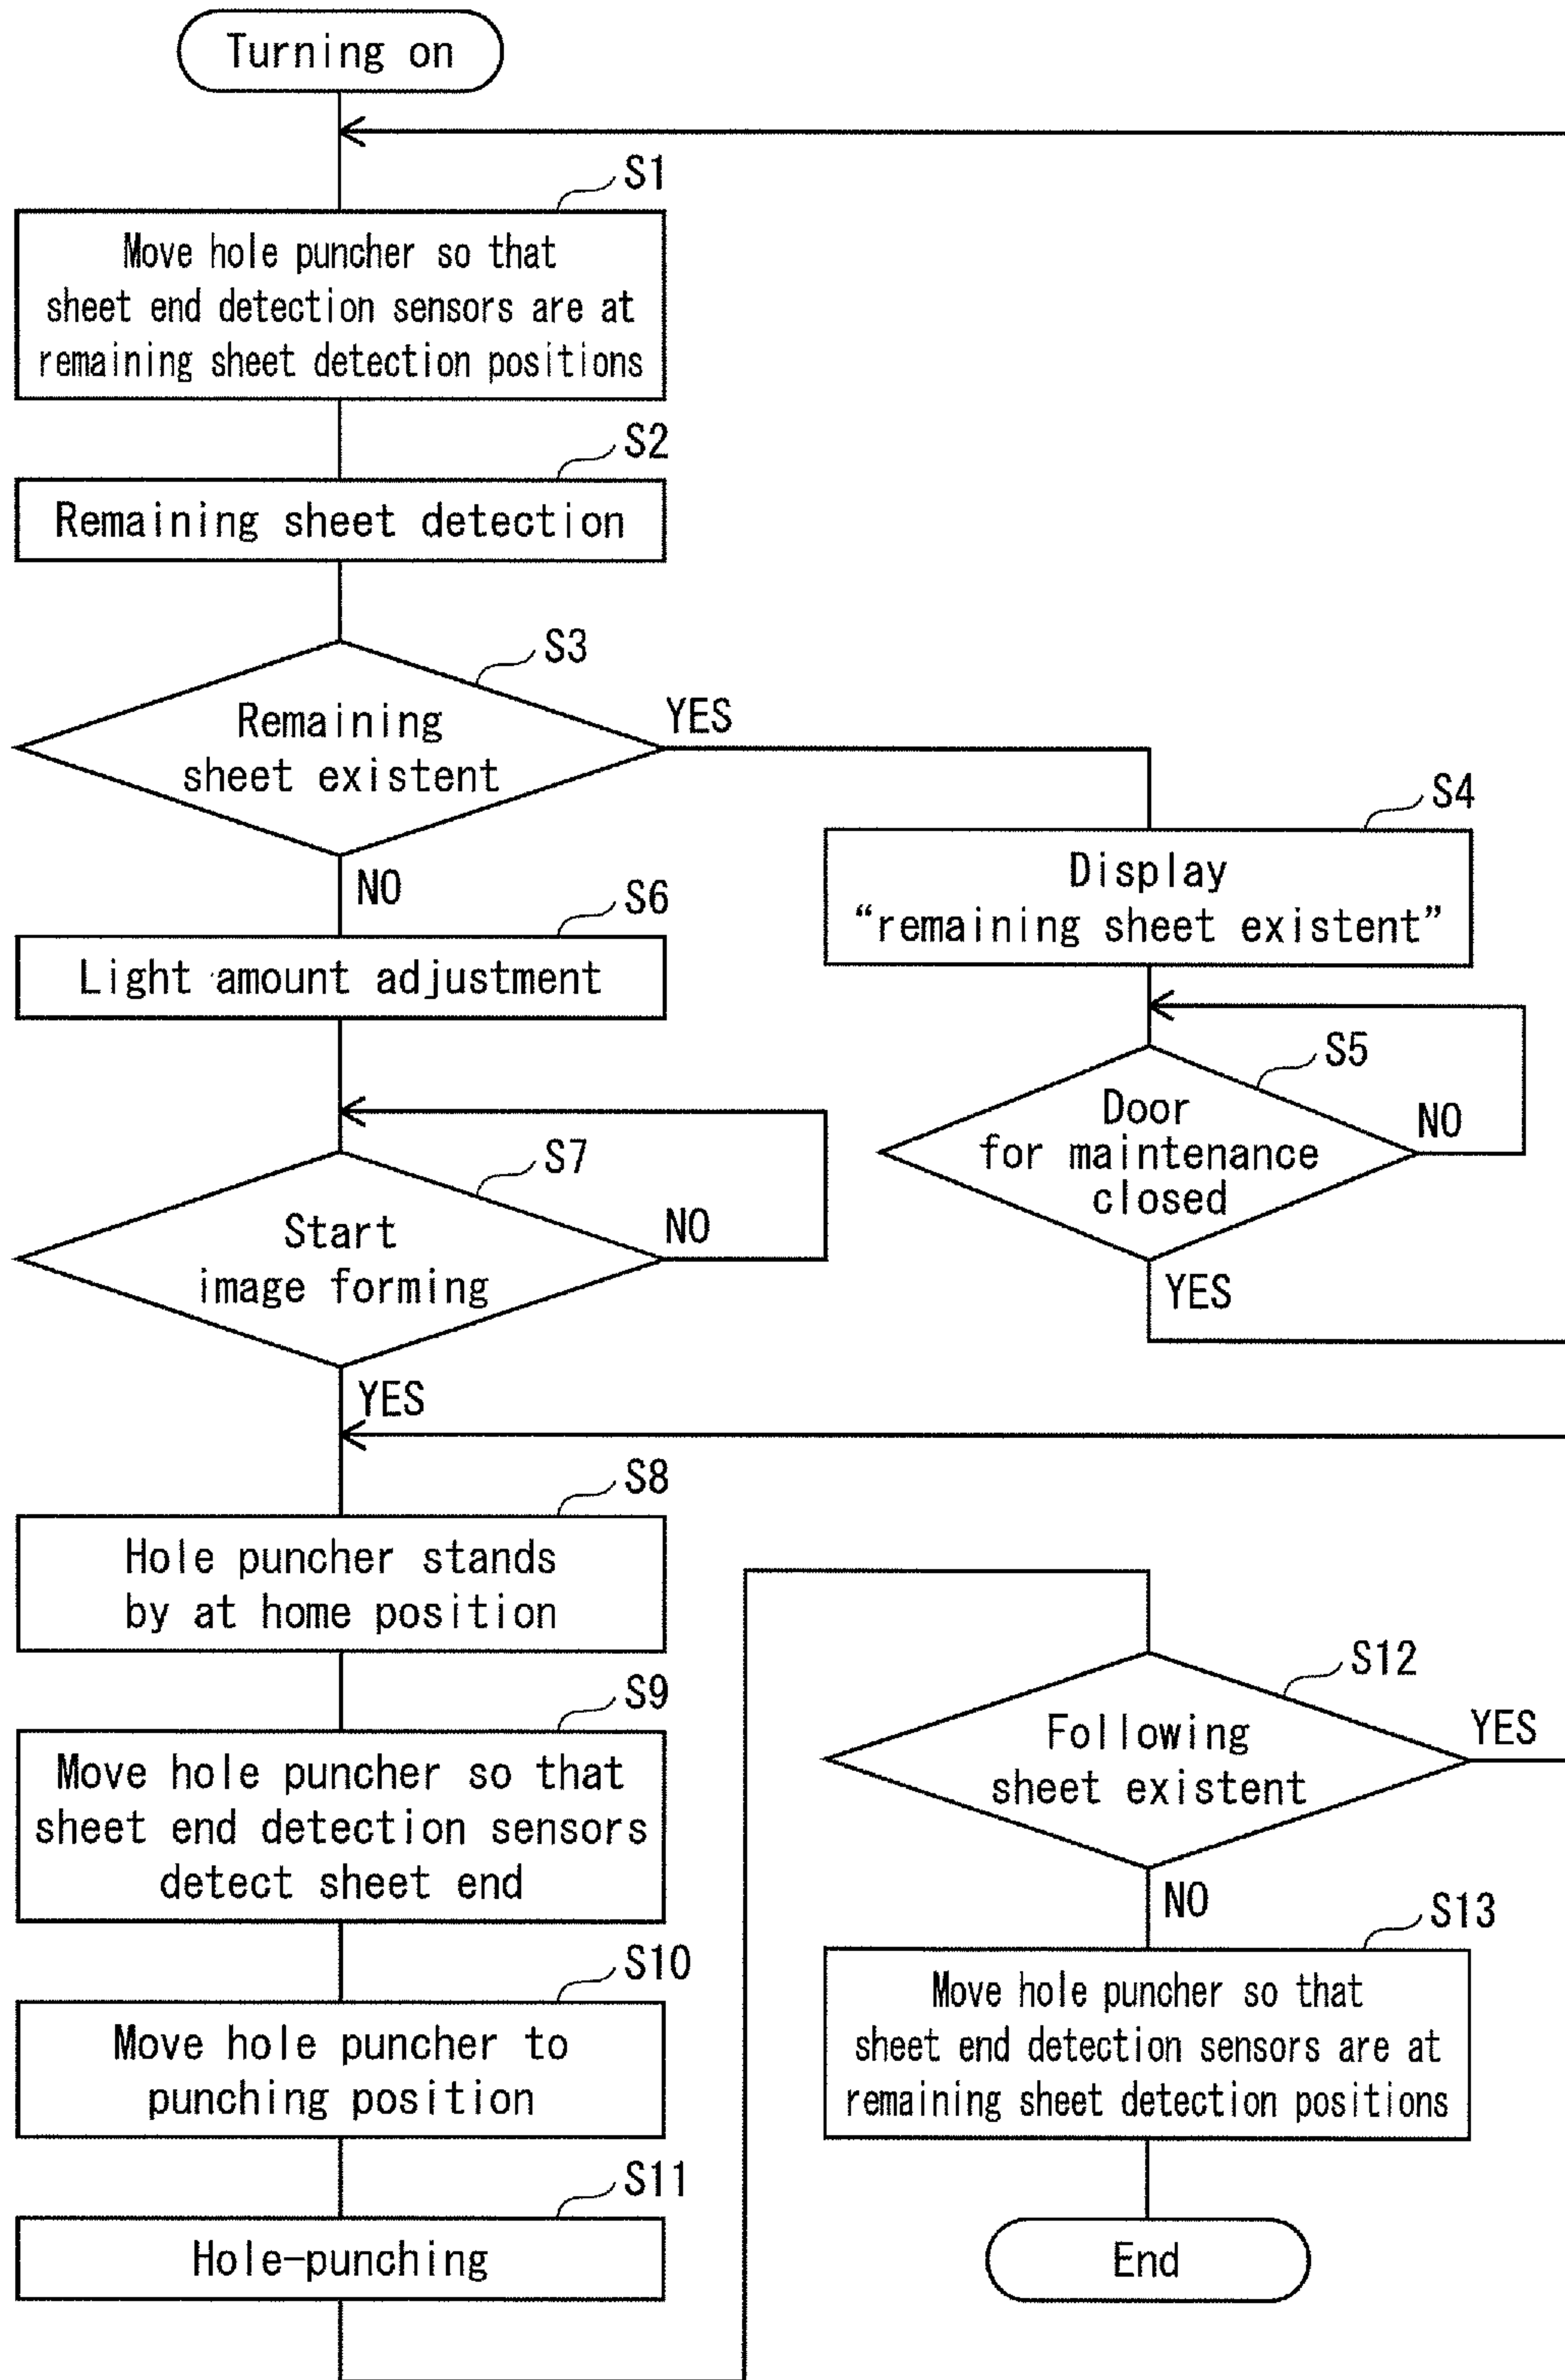 Turning on
S1
Move hole puncher so that
sheet end detection sensors are at
remaining sheet detection positions
S2
Remaining sheet detection
S3
Remaining
sheet existent
YES
NO
S4
Display
“remaining sheet existent”
S5
Door
for maintenance
closed
NO
YES
S6
Light amount adjustment
S7
Start
image forming
NO
YES
S8
Hole puncher stands
by at home position
S9
Move hole puncher so that
sheet end detection sensors
detect sheet end
S10
Move hole puncher to
punching position
S11
Hole-punching
S12
Following
sheet existent
YES
NO
S13
Move hole puncher so that
sheet end detection sensors are at
remaining sheet detection positions
End